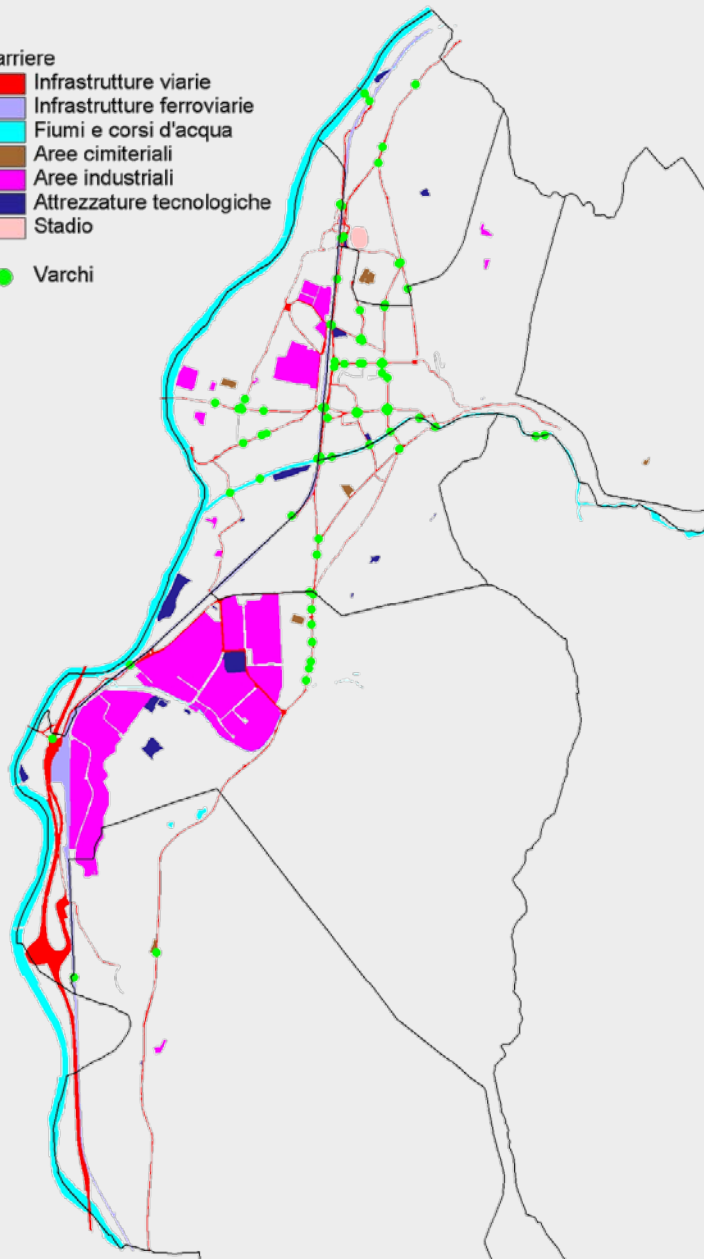 arriere
Infrastrutture viarie
Infrastrutture ferroviarie
Fiumi e corsi d'acqua
Aree cimiteriali
Aree industriali
Attrezzature tecnologiche
Stadio
Varchi